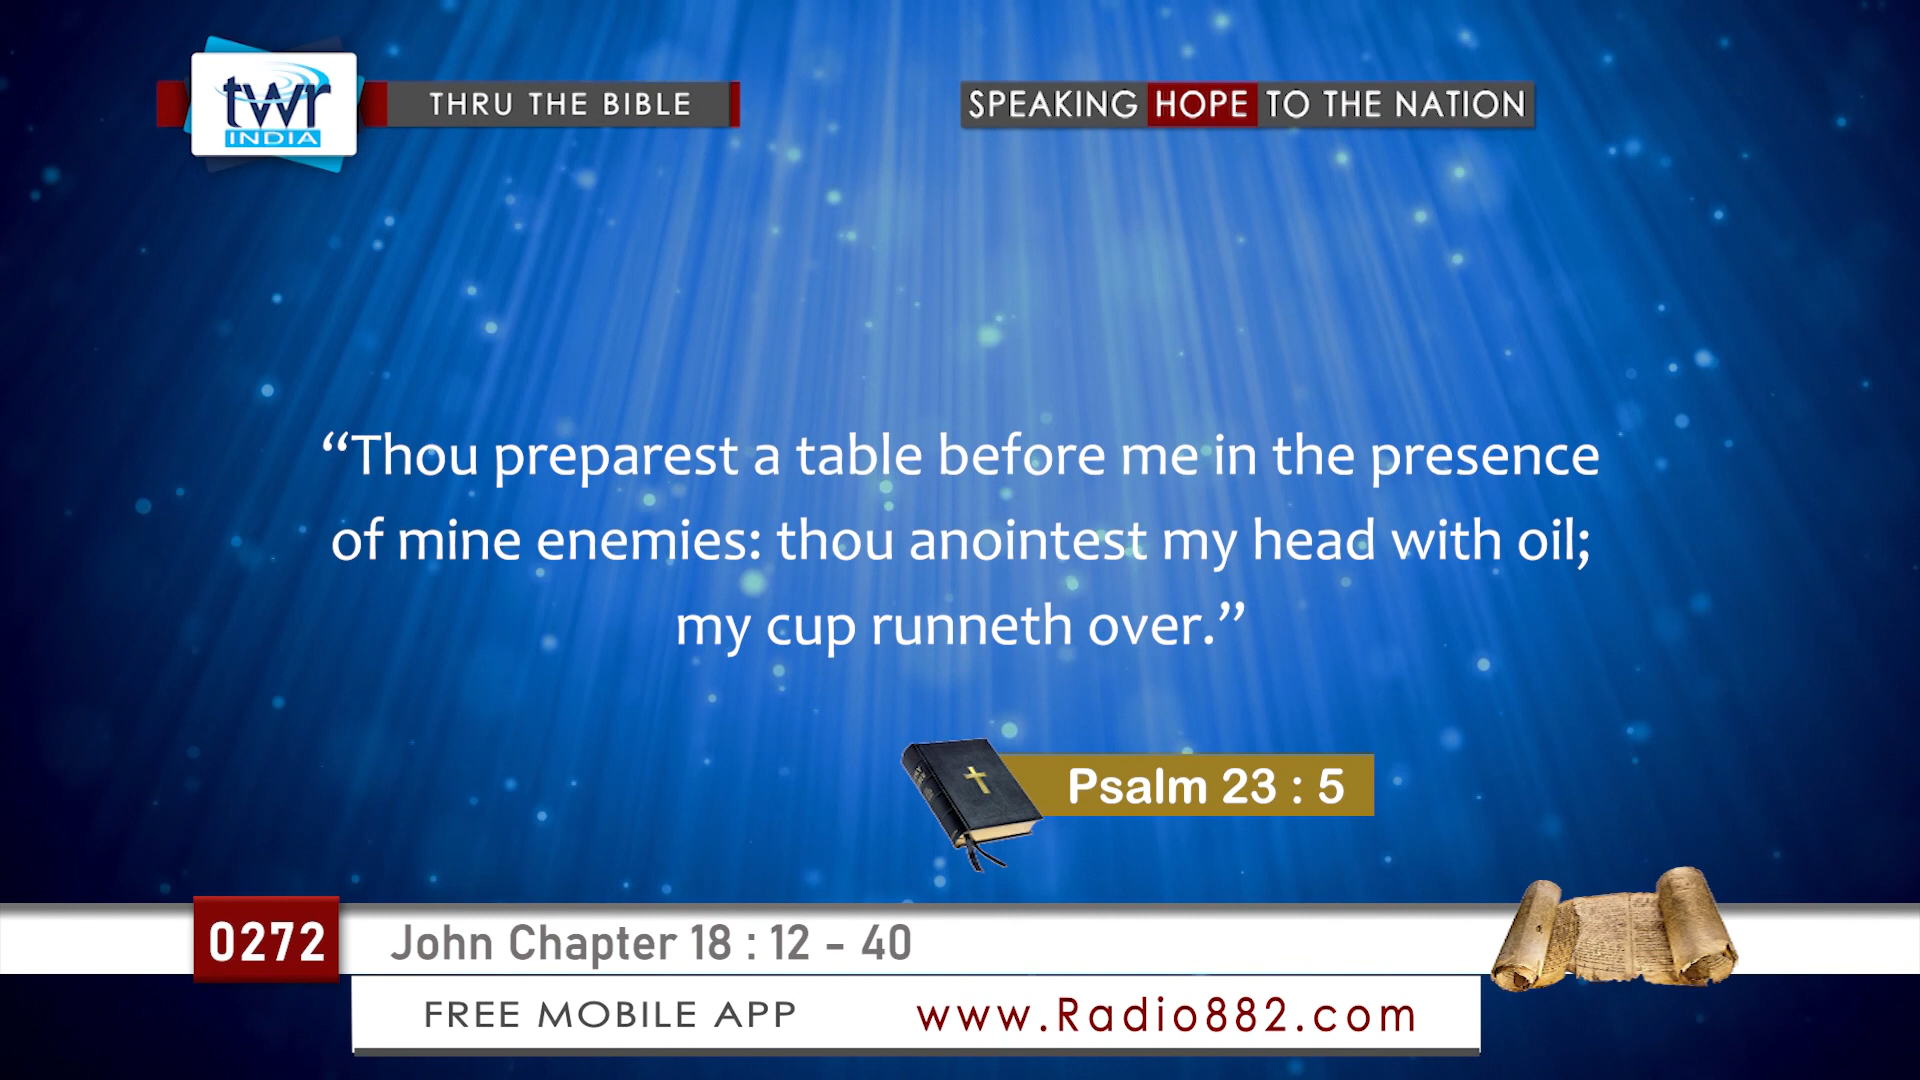 twr
INDIA
THRU THE BIBLE
SPEAKING HOPE TO THE NATION
“Thou preparest a table before me in the presence
of mine enemies: thou anointest my head with oil;
my cup runneth over.”
Psalm 23 : 5
0272
John Chapter 18 : 12 - 40
FREE MOBILE APP
www.Radio882.com